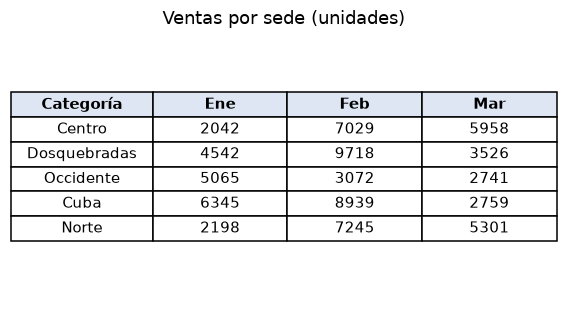 Ventas por sede (unidades)
Categoría Ene Feb Mar
Centro 2042 7029 5958
Dosquebradas 4542 9718 3526
Occidente 5065 3072 2741
Cuba 6345 8939 2759
Norte 2198 7245 5301